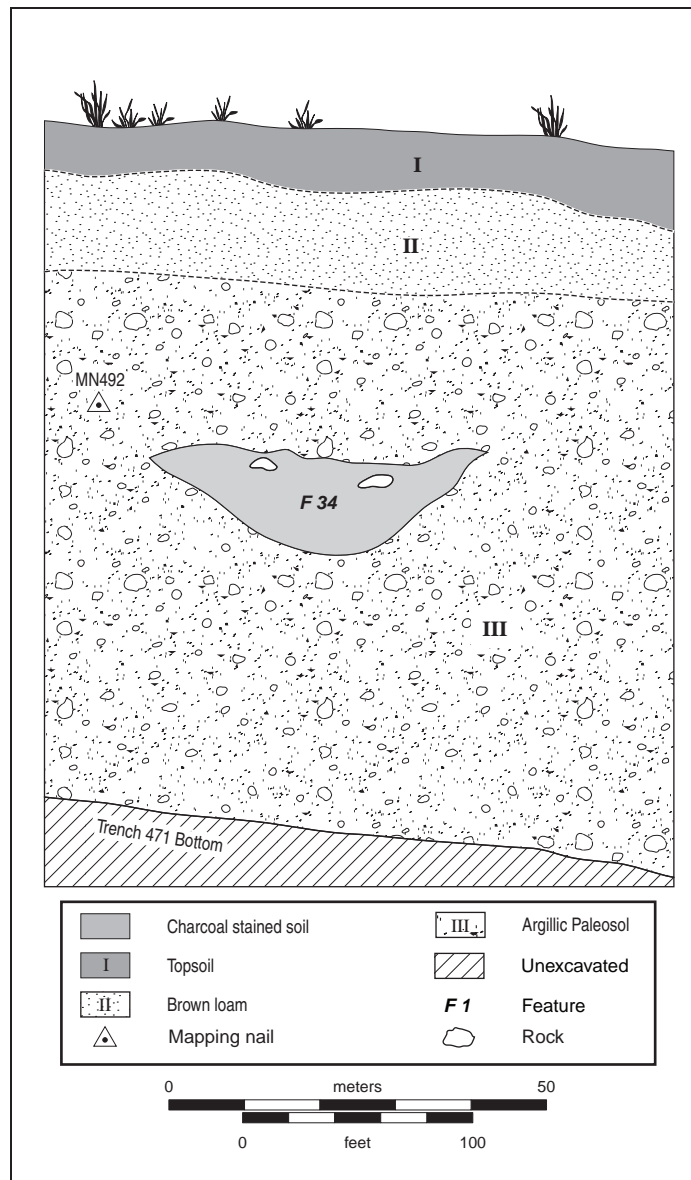 I
II
MN492
F 34
III
Trench 471 Bottom
Charcoal stained soil
I Topsoil
II Brown loam
Mapping nail
III Argillic Paleosol
Unexcavated
F 1 Feature
Rock
0 meters 50
0 feet 100